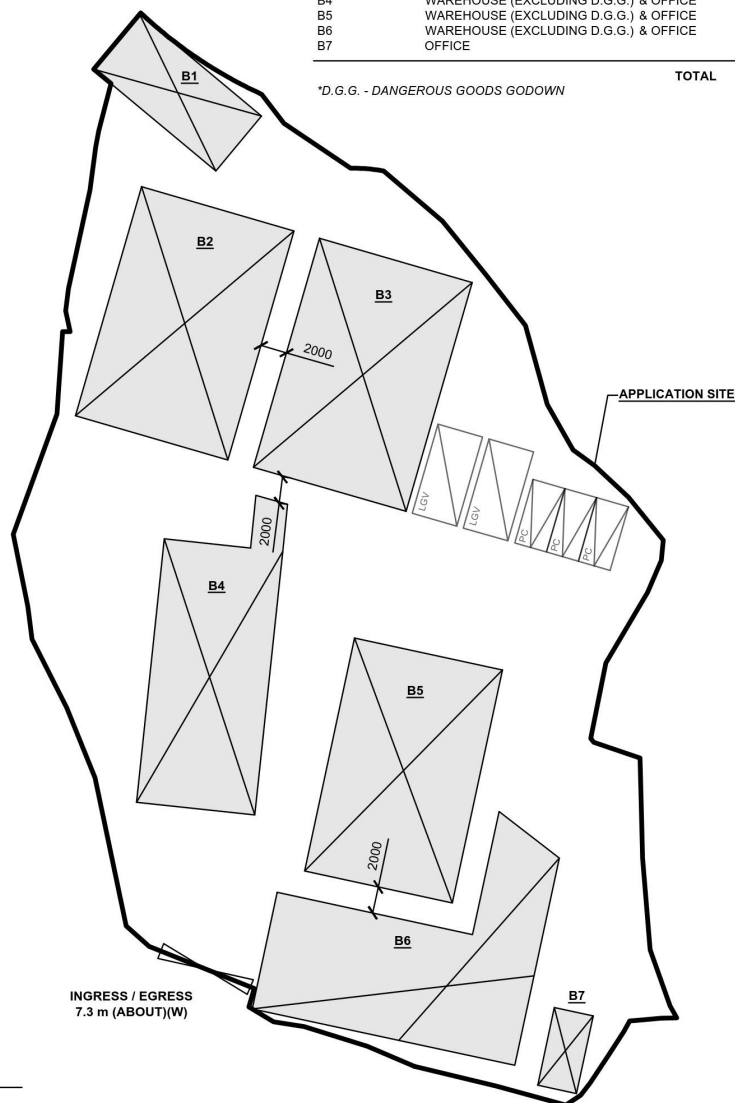 B4 WAREHOUSE (EXCLUDING D.G.G.) & OFFICE
B5 WAREHOUSE (EXCLUDING D.G.G.) & OFFICE
B6 WAREHOUSE (EXCLUDING D.G.G.) & OFFICE
B7 OFFICE
TOTAL
*D.G.G. - DANGEROUS GOODS GODOWN
B1
B2
B3
2000
APPLICATION SITE
LGV
LGV
PC
PC
PC
2000
B4
B5
2000
B6
INGRESS / EGRESS
7.3 m (ABOUT)(W)
B7